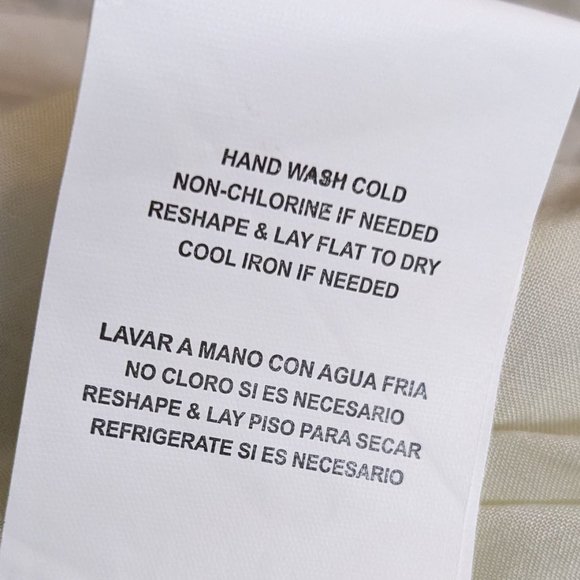 HAND WASH COLD
NON-CHLORINE IF NEEDED
RESHAPE & LAY FLAT TO DRY
COOL IRON IF NEEDED
LAVAR A MANO CON AGUA FRIA
NO CLORO SI ES NECESARIO
RESHAPE & LAY PISO PARA SECAR
REFRIGERATE SI ES NECESARIO